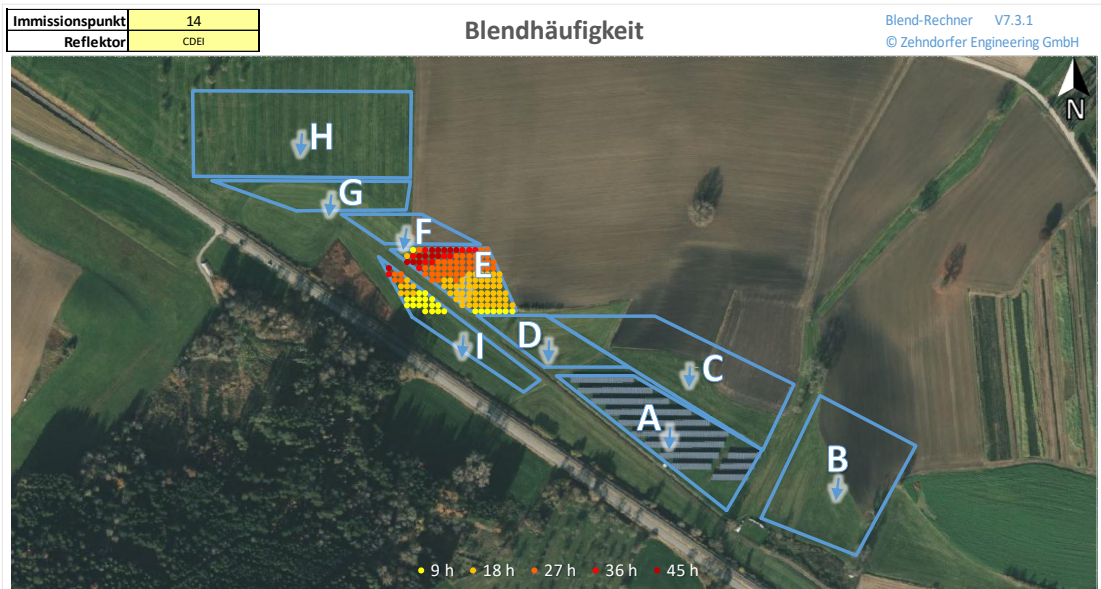 Immissionspunkt 14
Reflektor CDEI
Blendhäufigkeit
Blend-Rechner V7.3.1
© Zehndorfer Engineering GmbH
N
H
G
F
E
D
I
C
A
B
9 h 18 h 27 h 36 h 45 h